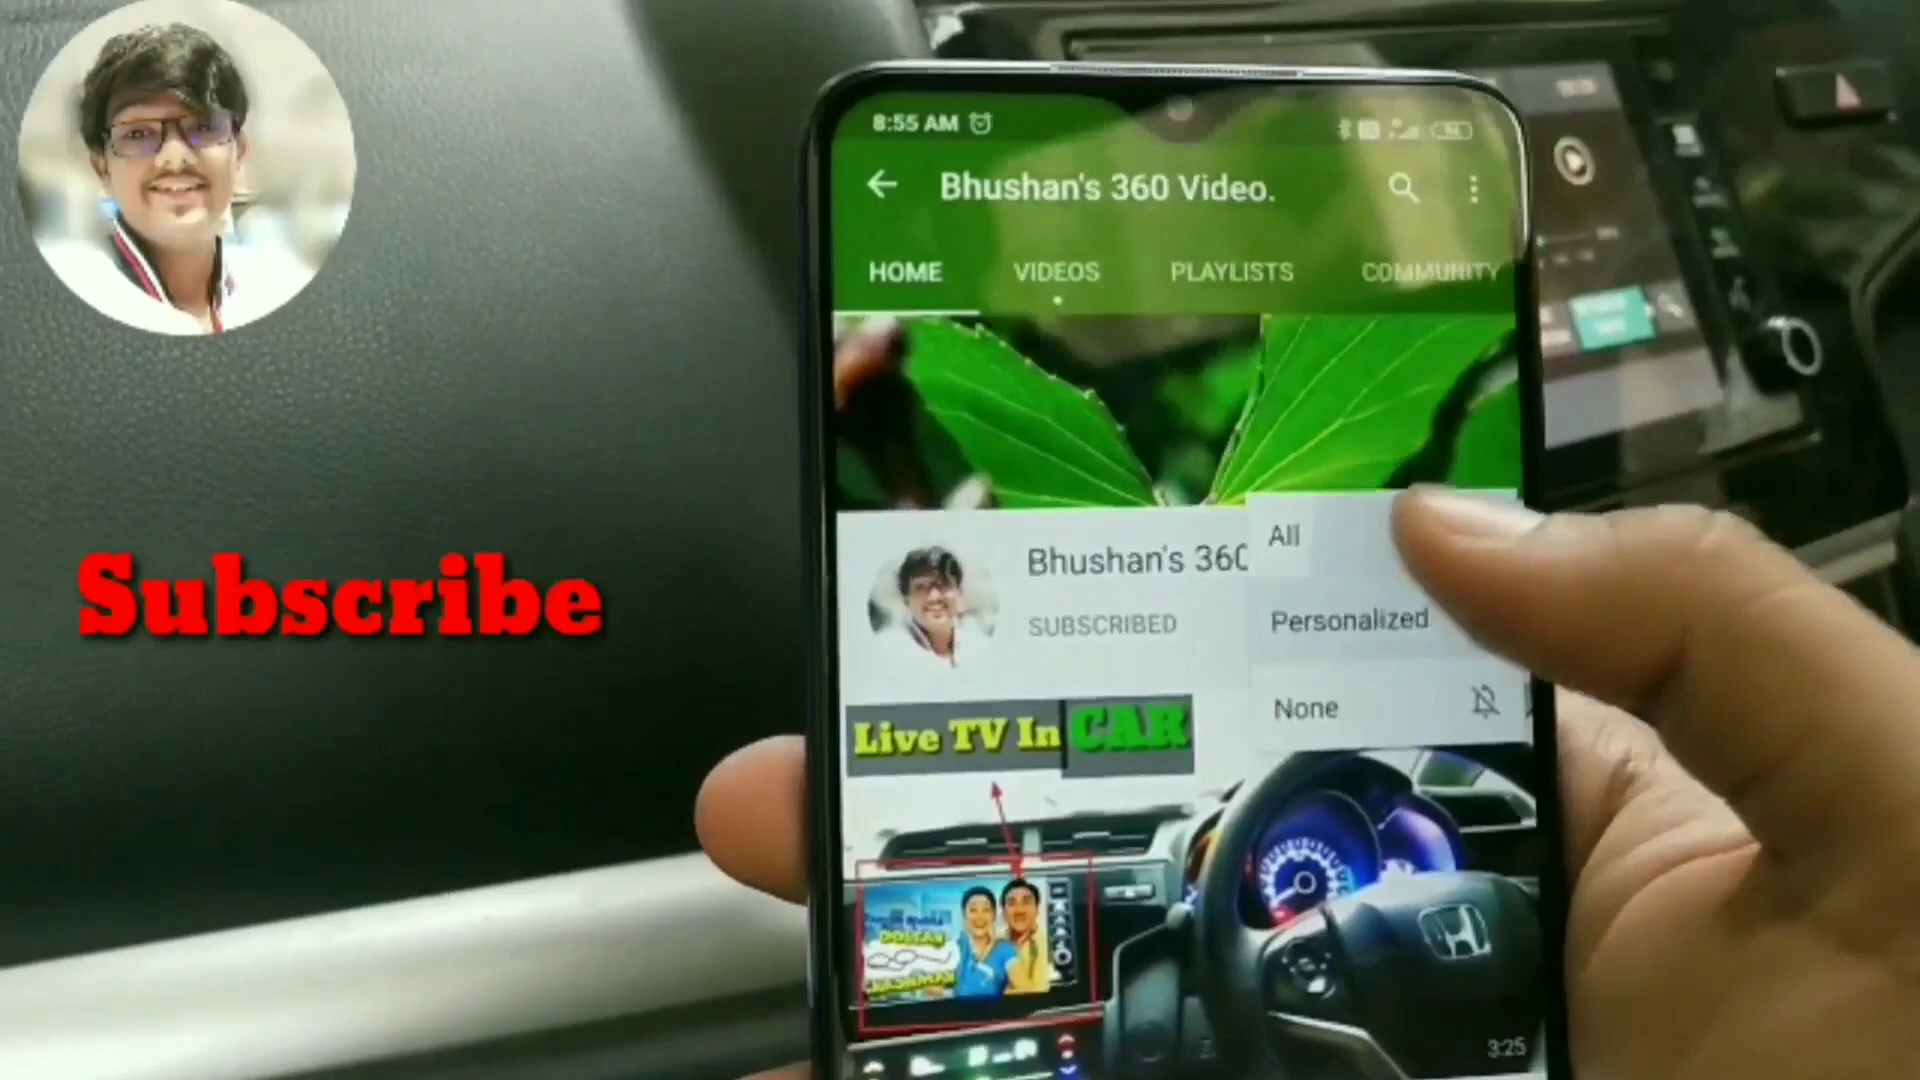 8:55 AM
Bhushan's 360 Video.
HOME VIDEOS PLAYLISTS COMMUNITY
All
Bhushan's 360
Personalized
SUBSCRIBED
None
Subscribe
Live TV In CAR
3:25